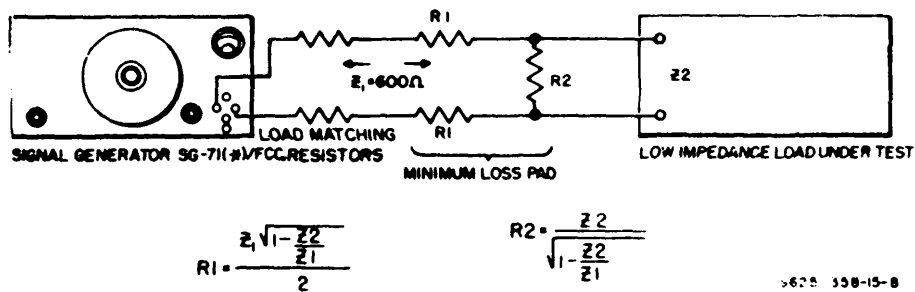 R1
Z₁=600Ω
R2
Z2
LOAD MATCHING
RESISTORS
R1
SIGNAL GENERATOR SG-71(*)/FCC
LOW IMPEDANCE LOAD UNDER TEST
MINIMUM LOSS PAD
R1 = Z₁ √(1 - Z2/Z1) / 2
R2 = Z2 / √(1 - Z2/Z1)